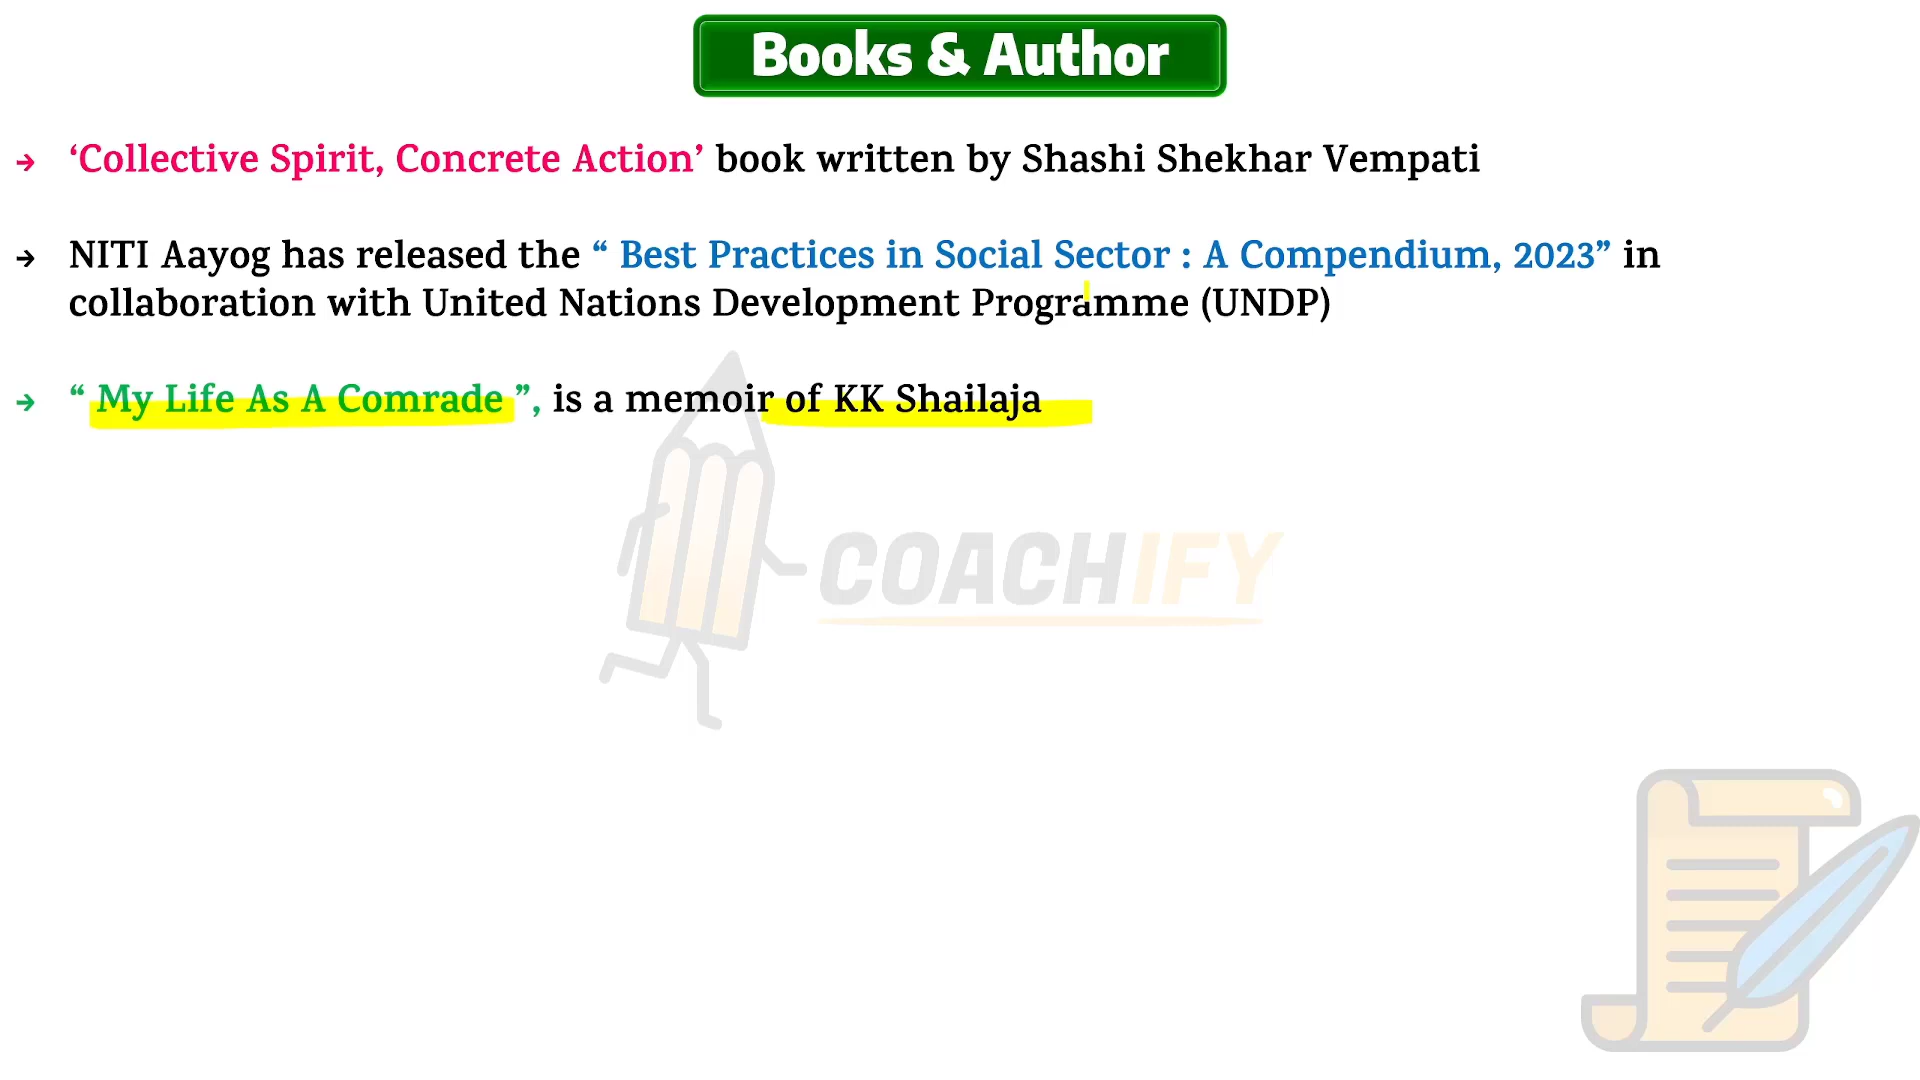 Books & Author
→ ‘Collective Spirit, Concrete Action’ book written by Shashi Shekhar Vempati
→ NITI Aayog has released the “ Best Practices in Social Sector : A Compendium, 2023” in
collaboration with United Nations Development Programme (UNDP)
→ “ My Life As A Comrade ”, is a memoir of KK Shailaja
COACHIFY